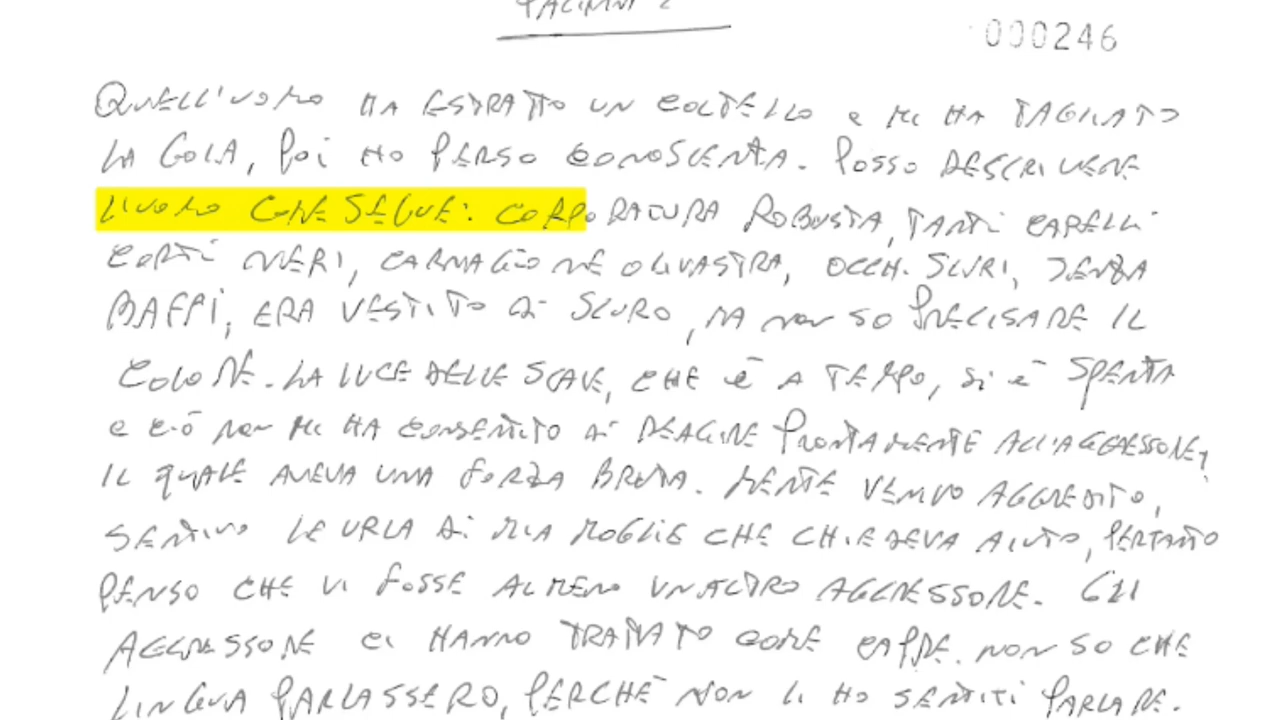 PAGINA 2
000246
QUELL'UOMO HA ESTRATTO UN COLTELLO e MI HA TAGLIATO
LA GOLA, POI HO PERSO CONOSCENZA. POSSO DESCRIVERE
L'UOMO COME SEGUE: CORPORATURA ROBUSTA, TANTI CAPELLI
CORTI NERI, CARNAGIONE OLIVASTRA, OCCHI SCURI, SENZA
BAFFI, ERA VESTITO DI SCURO, MA NON SO PRECISARE IL
COLORE. LA LUCE DELLE SCALE, CHE È A TEMPO, SI È SPENTA
e CIÒ NON MI HA CONSENTITO DI REAGIRE PRONTAMENTE ALL'AGGRESSORE,
IL QUALE AVEVA UNA FORZA BRUTA. MENTRE VENIVO AGGREDITO,
SENTIVO LE URLA DI MIA MOGLIE CHE CHIEDEVA AIUTO, PERTANTO
PENSO CHE VI FOSSE ALMENO UN ALTRO AGGRESSORE. GLI
AGGRESSORI CI HANNO TRATTATO COME CAPRE. NON SO CHE
LINGUA PARLASSERO, PERCHÉ NON LI HO SENTITI PARLARE.